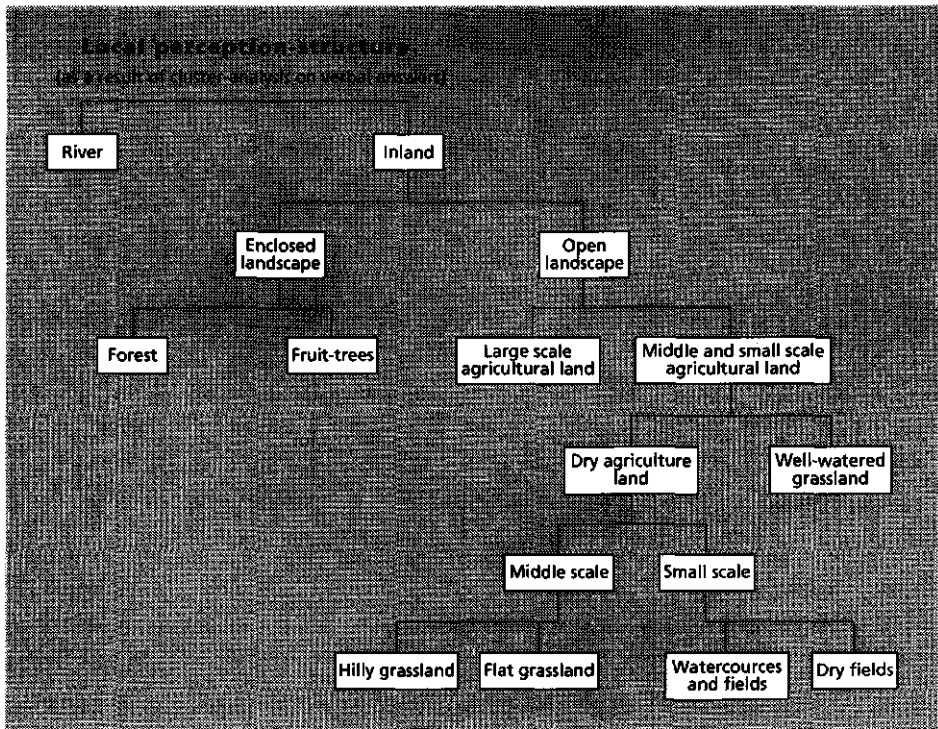 Local perception-structure
(as a result of cluster-analysis on verbal answers)
River
Inland
Enclosed
landscape
Open
landscape
Forest
Fruit-trees
Large scale
agricultural land
Middle and small scale
agricultural land
Dry agriculture
land
Well-watered
grassland
Middle scale
Small scale
Hilly grassland
Flat grassland
Watercources
and fields
Dry fields